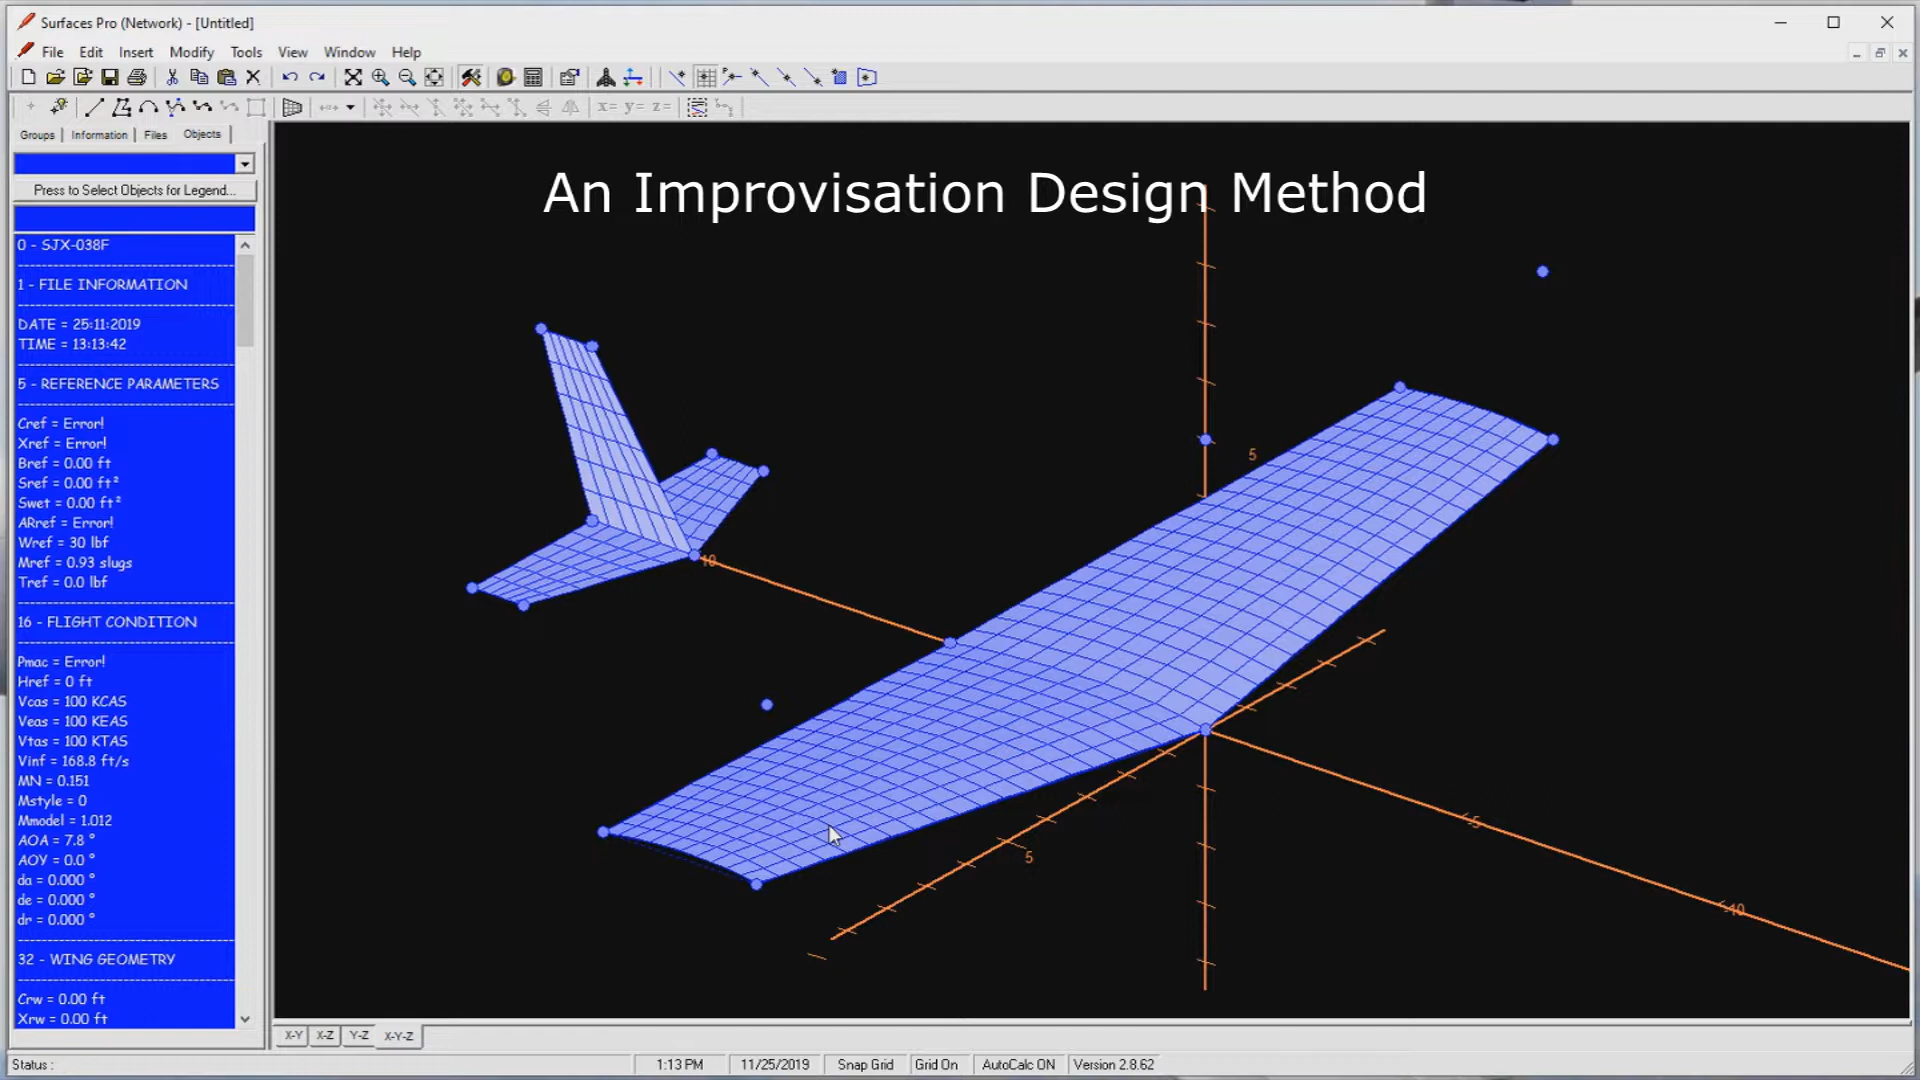 Surfaces Pro (Network) - [Untitled]
File Edit Insert Modify Tools View Window Help
x= y= z=
Groups Information Files Objects
Press to Select Objects for Legend...
0 - SJX-038F
1 - FILE INFORMATION
DATE = 25:11:2019
TIME = 13:13:42
5 - REFERENCE PARAMETERS
Cref = Error!
Xref = Error!
Bref = 0.00 ft
Sref = 0.00 ft²
Swet = 0.00 ft²
ARref = Error!
Wref = 30 lbf
Mref = 0.93 slugs
Tref = 0.0 lbf
16 - FLIGHT CONDITION
Pmac = Error!
Href = 0 ft
Vcas = 100 KCAS
Veas = 100 KEAS
Vtas = 100 KTAS
Vinf = 168.8 ft/s
MN = 0.151
Mstyle = 0
Mmodel = 1.012
AOA = 7.8 °
AOY = 0.0 °
da = 0.000 °
de = 0.000 °
dr = 0.000 °
32 - WING GEOMETRY
Crw = 0.00 ft
Xrw = 0.00 ft
An Improvisation Design Method
5
10
5
-5
-10
X-Y X-Z Y-Z X-Y-Z
Status : 1:13 PM 11/25/2019 Snap Grid Grid On AutoCalc ON Version 2.8.62